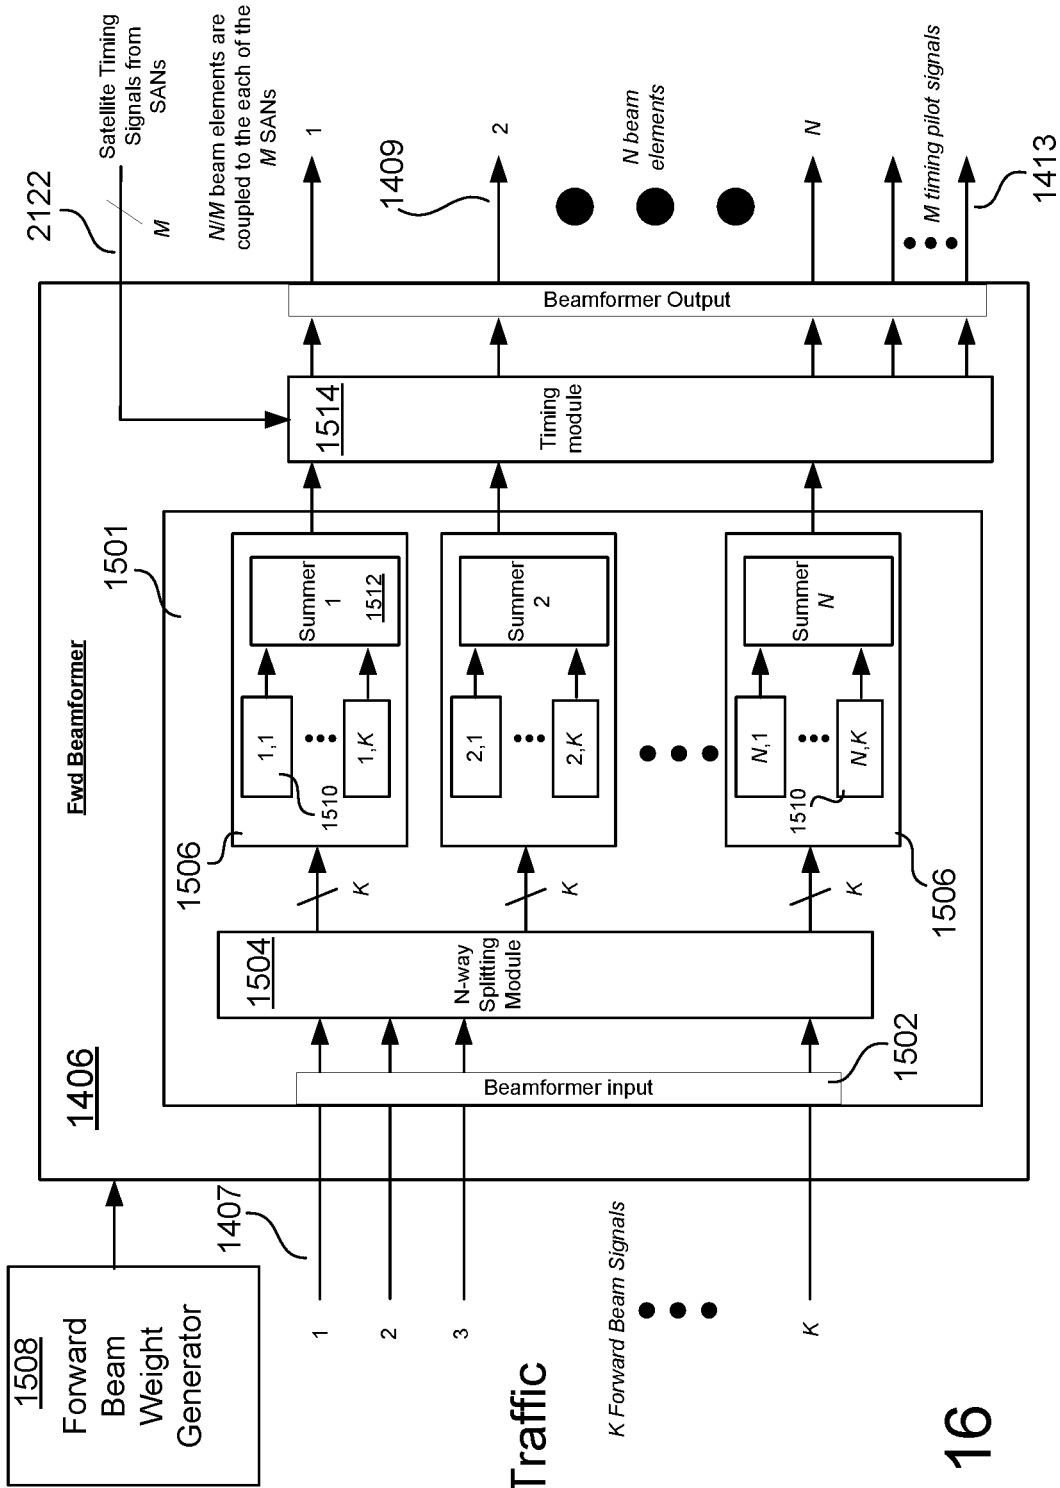 1508
Forward
Beam
Weight
Generator
1406
Fwd Beamformer
1501
2122
Satellite Timing
Signals from
SANs
M
N/M beam elements are
coupled to the each of the
M SANs
1407
1
2
3
K
Traffic
K Forward Beam Signals
Beamformer input
1502
1504
N-way
Splitting
Module
K
K
K
1506
1,1
1510
1,K
Summer
1
1512
2,1
2,K
Summer
2
N,1
1510
N,K
Summer
N
1506
1514
Timing
module
Beamformer Output
1
1409
2
N beam
elements
N
M timing pilot signals
1413
16